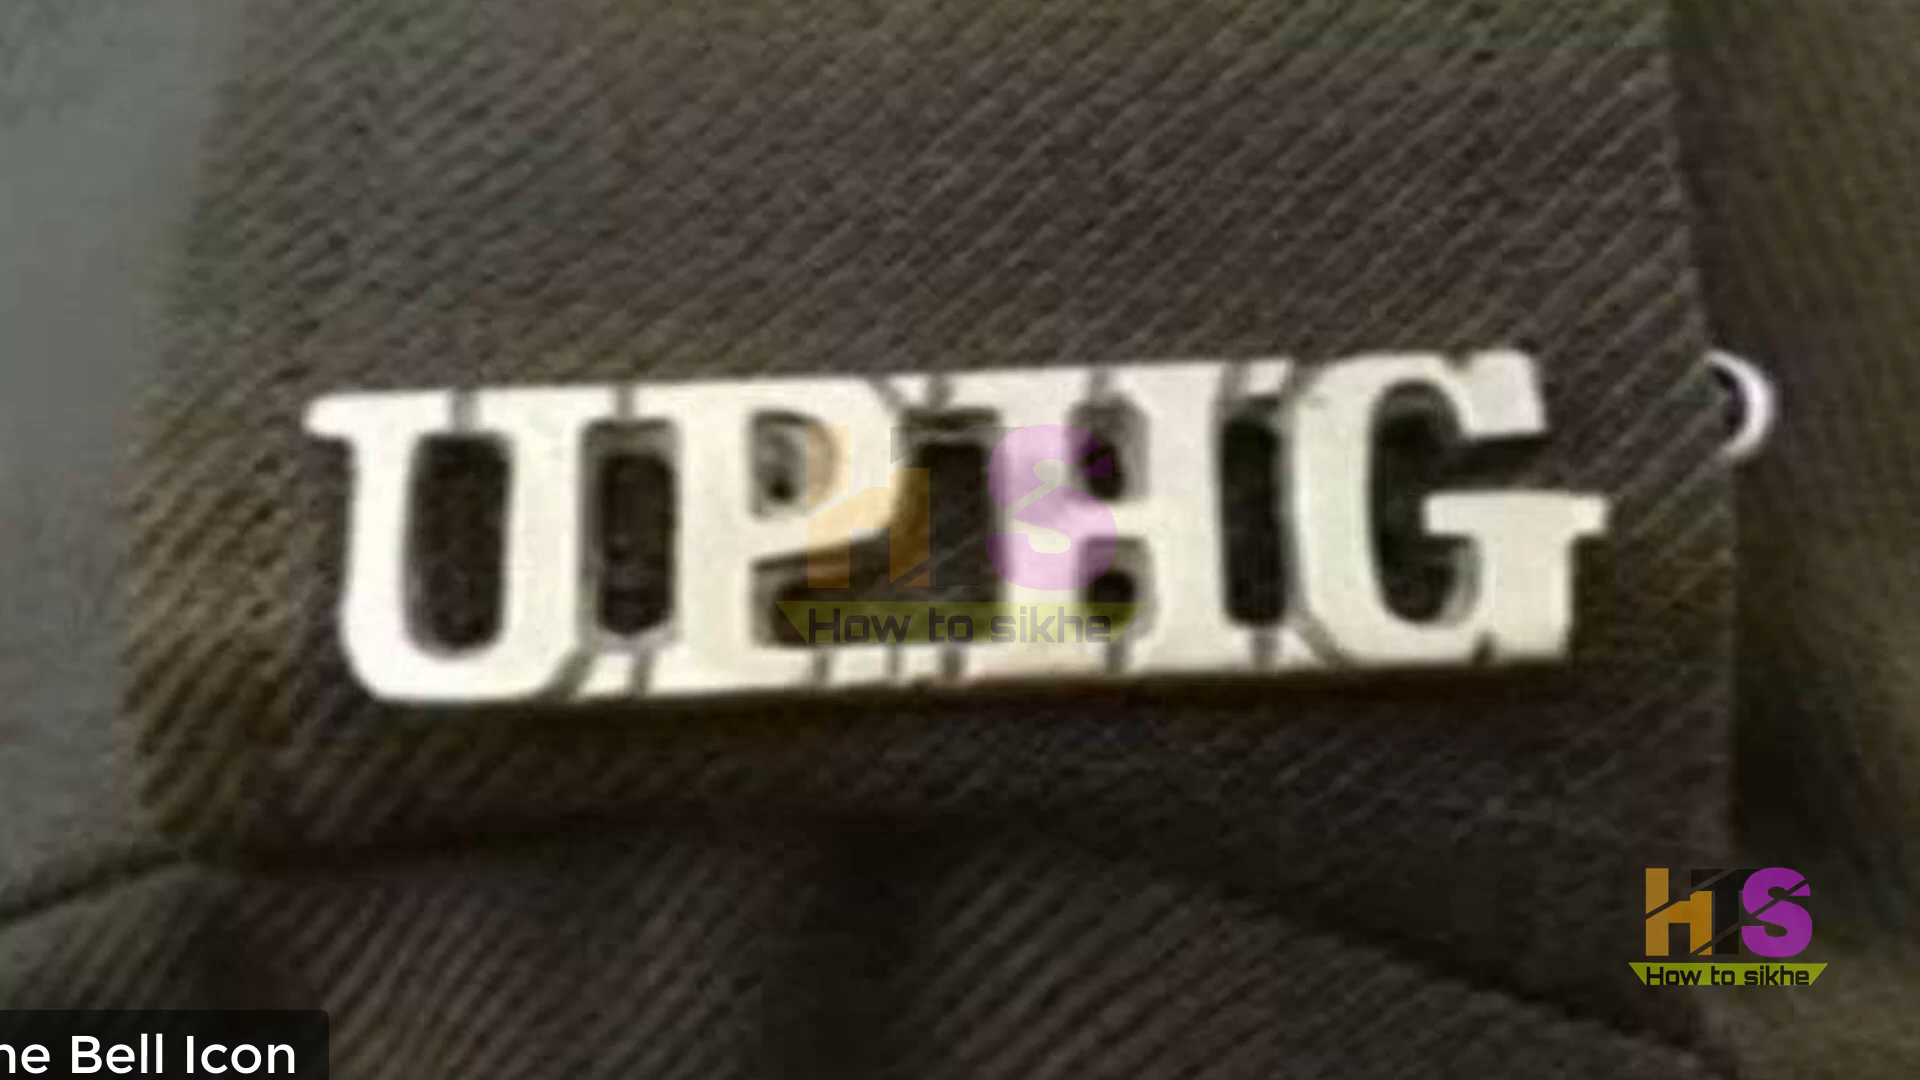 UPHG
HTS
How to sikhe
HTS
How to sikhe
he Bell Icon